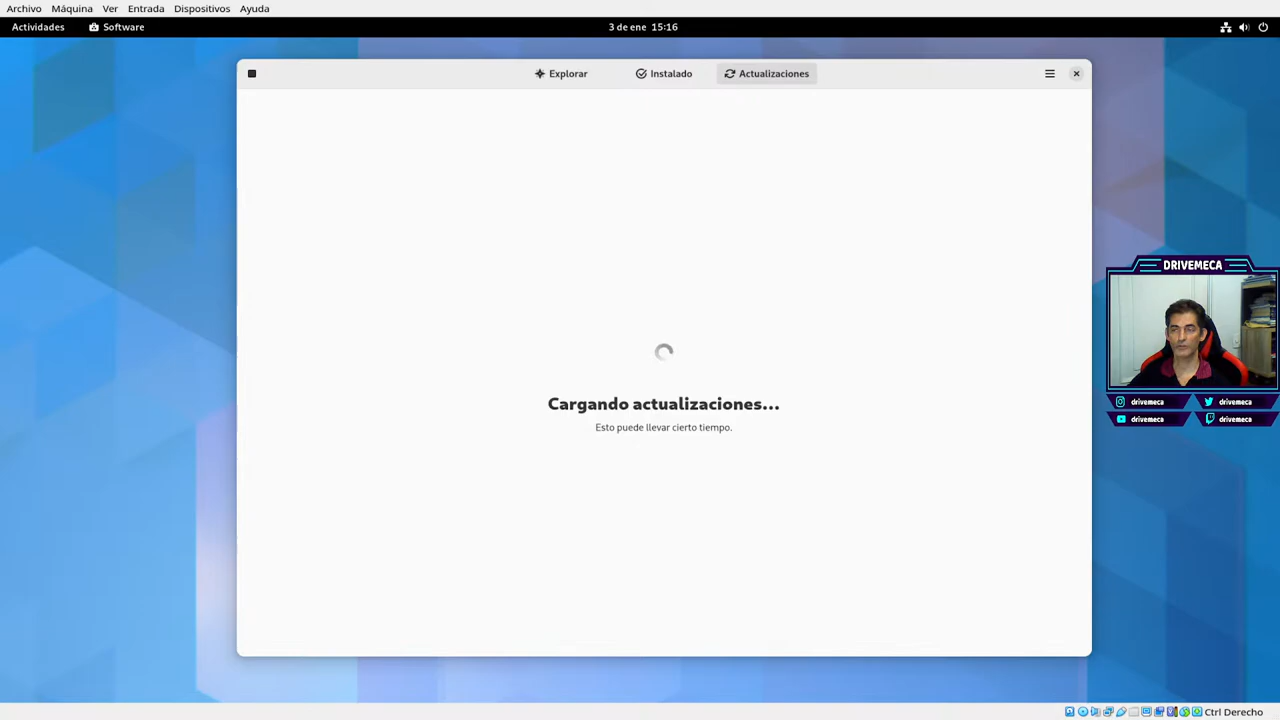 Archivo Máquina Ver Entrada Dispositivos Ayuda
Actividades Software 3 de ene 15:16
Explorar Instalado Actualizaciones
Cargando actualizaciones...
Esto puede llevar cierto tiempo.
DRIVEMECA
drivemeca drivemeca
drivemeca drivemeca
Ctrl Derecho